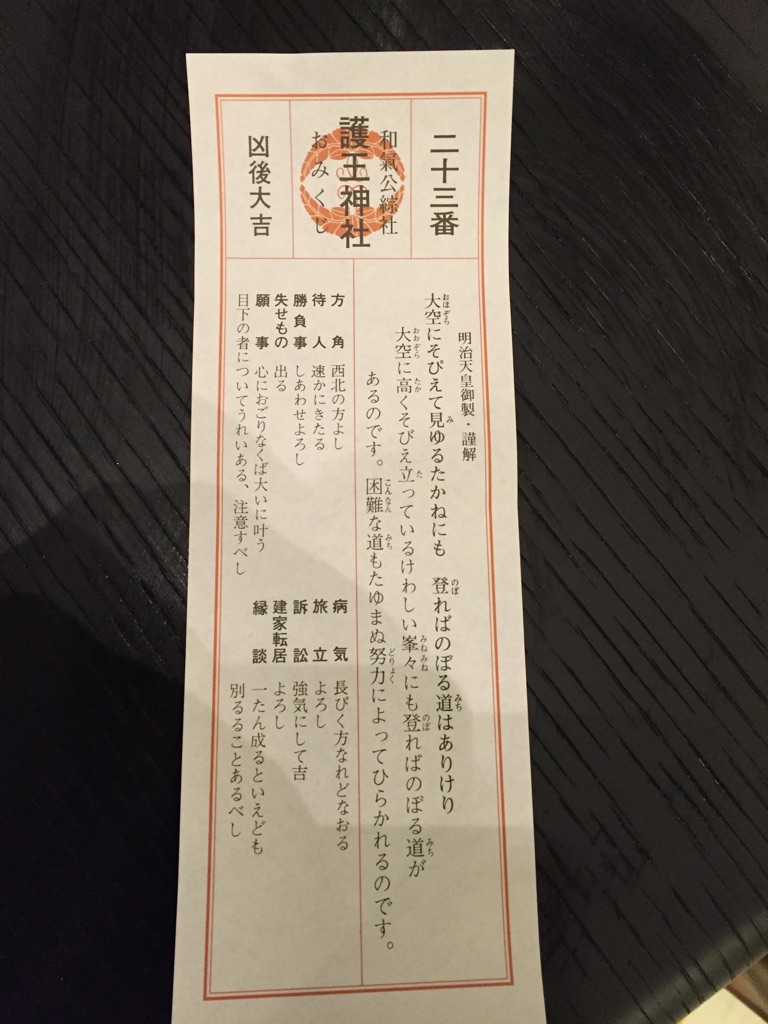 二十三番
和氣公綜社
護王神社
おみくじ
凶後大吉
明治天皇御製・謹解
大空にそびえて見ゆるたかねにも　登ればのぼる道はありけり
大空に高くそびえ立っているけわしい峯々にも登ればのぼる道が
あるのです。困難な道もたゆまぬ努力によってひらかれるのです。
方角　西北の方よし
待人　速かにきたる
勝負事　しあわせよろし
失せもの　出る
願事　心におごりなくば大いに叶う
目下の者についてうれいある、注意すべし
病気　長びく方なれどなおる
旅立　よろし
訴訟　強気にして吉
建家転居　よろし
縁談　一たん成るといえども
別るることあるべし